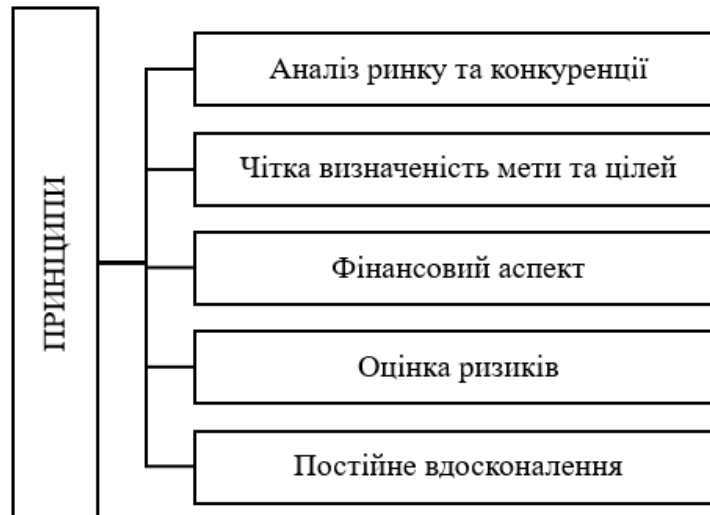 ПРИНЦИПИ
Аналіз ринку та конкуренції
Чітка визначеність мети та цілей
Фінансовий аспект
Оцінка ризиків
Постійне вдосконалення